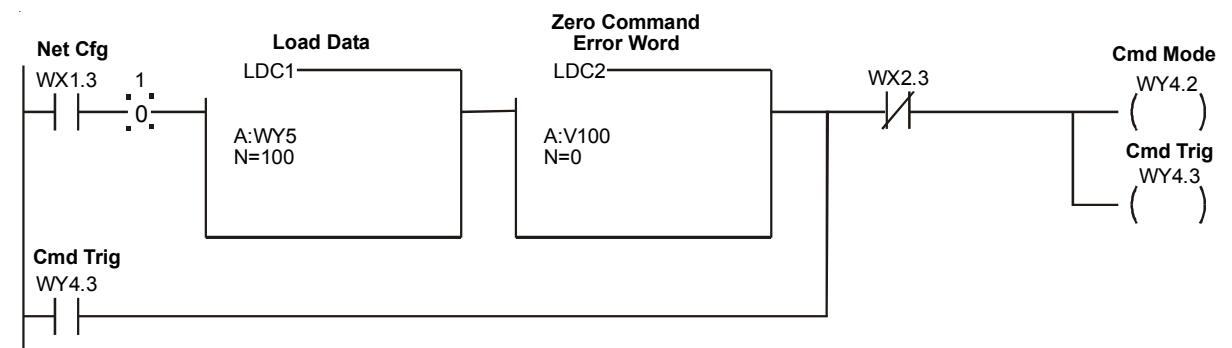 Net Cfg
WX1.3
1
0
Load Data
LDC1
A:WY5
N=100
Zero Command
Error Word
LDC2
A:V100
N=0
WX2.3
Cmd Mode
WY4.2
Cmd Trig
WY4.3
Cmd Trig
WY4.3